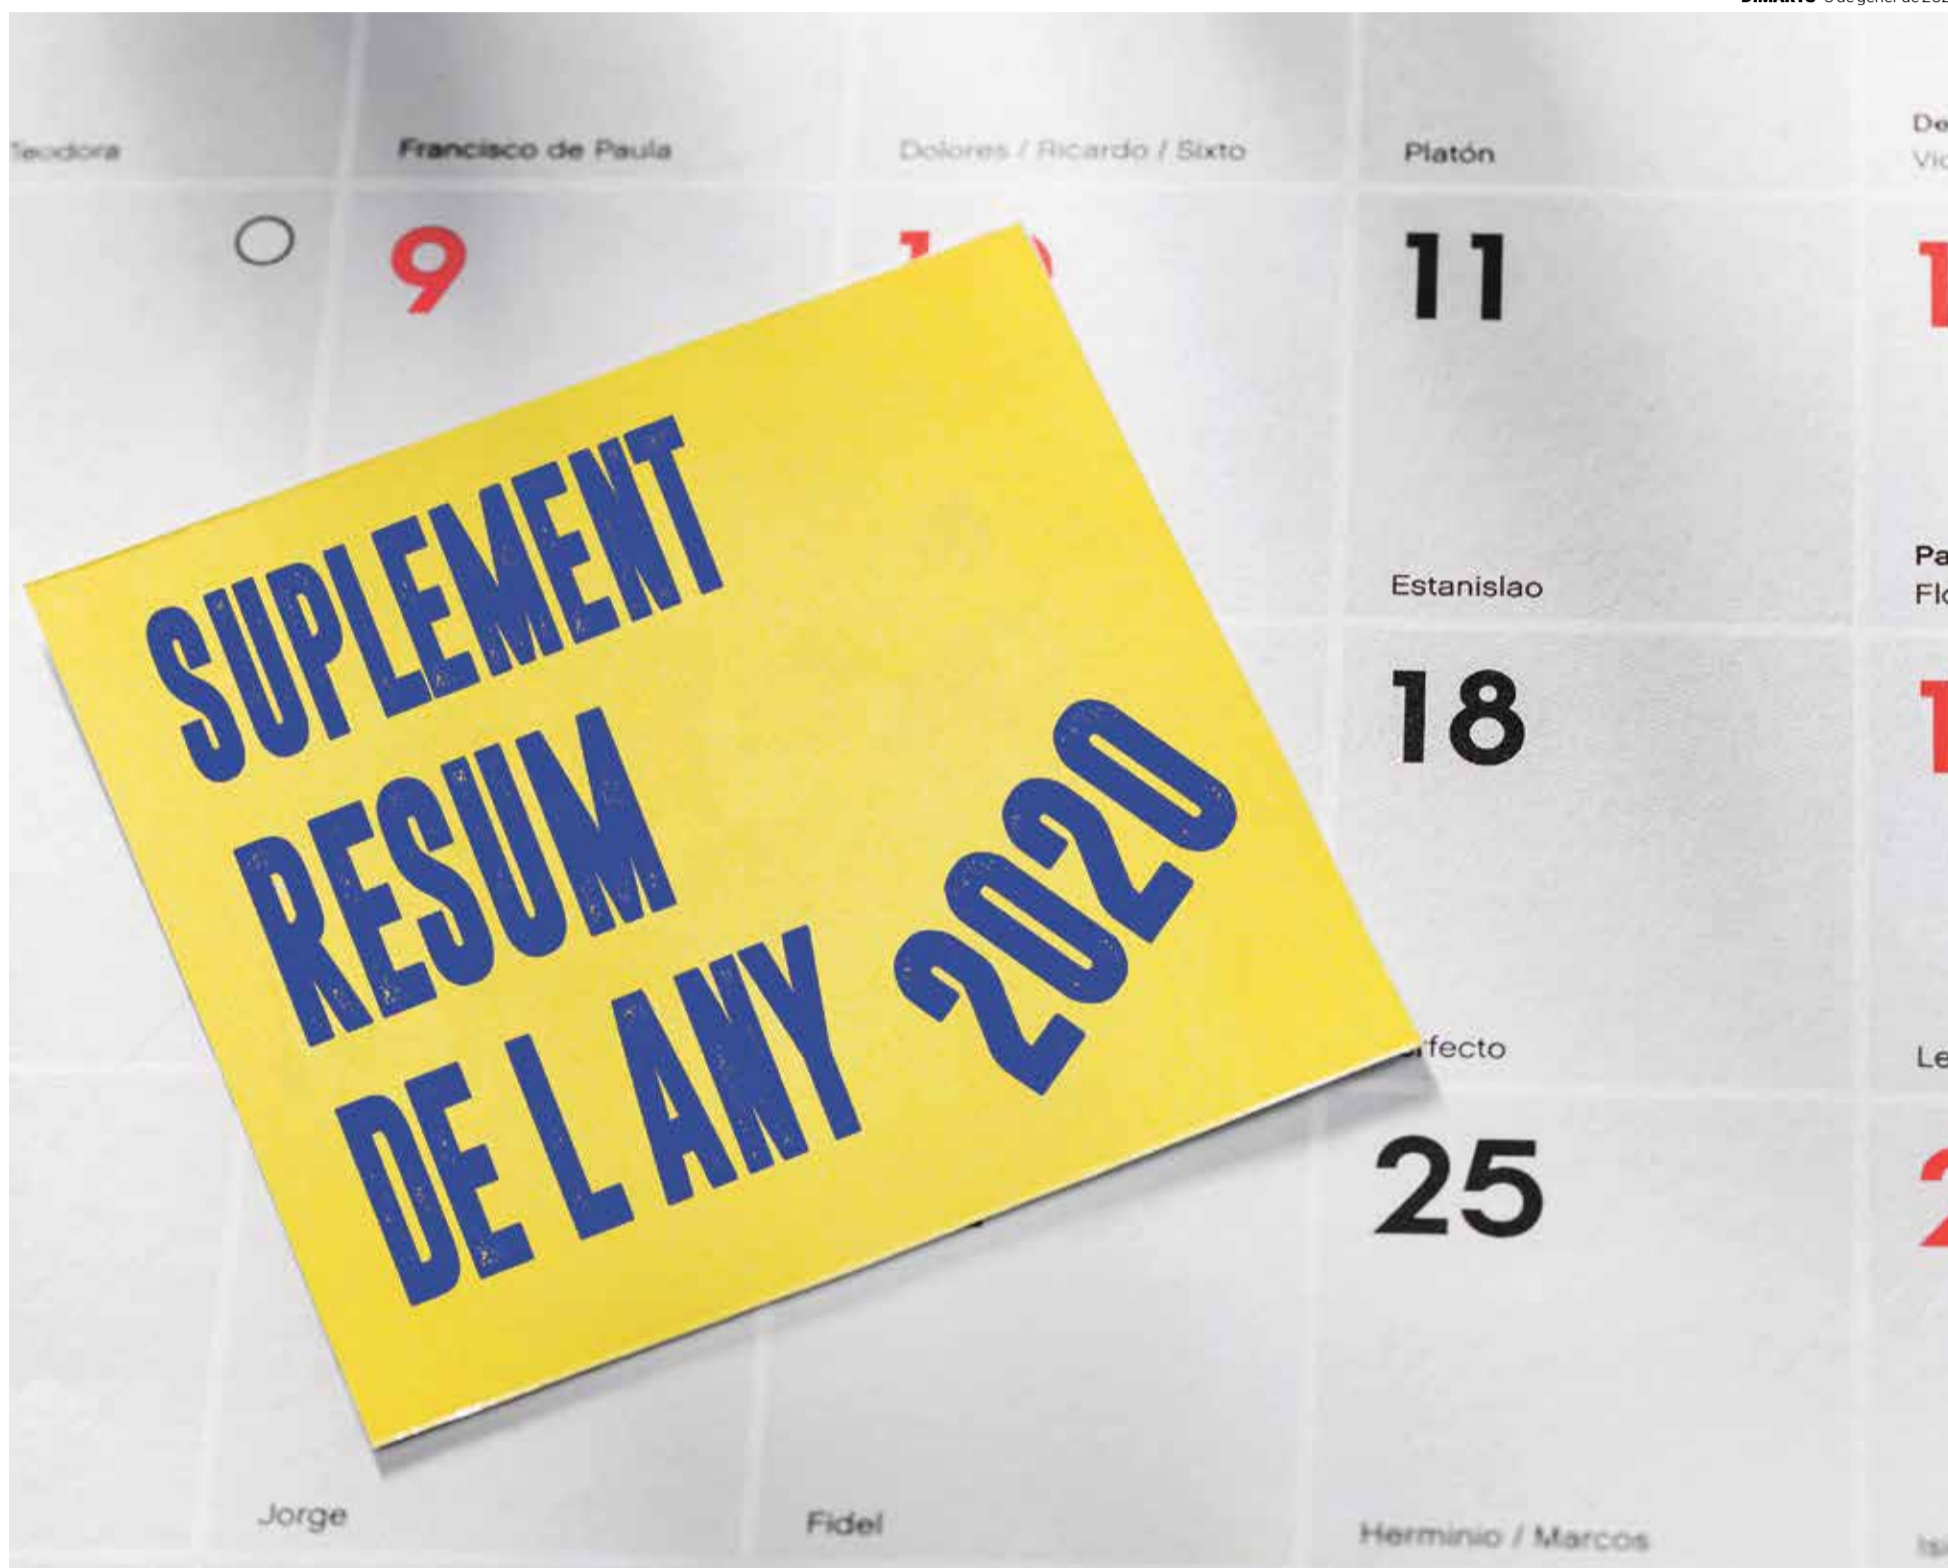 Teodora
Francisco de Paula
Dolores / Ricardo / Sixto
Platón
9
11
SUPLEMENT
RESUM
DE L ANY 2020
Estanislao
18
25
Jorge
Fidel
Herminio / Marcos